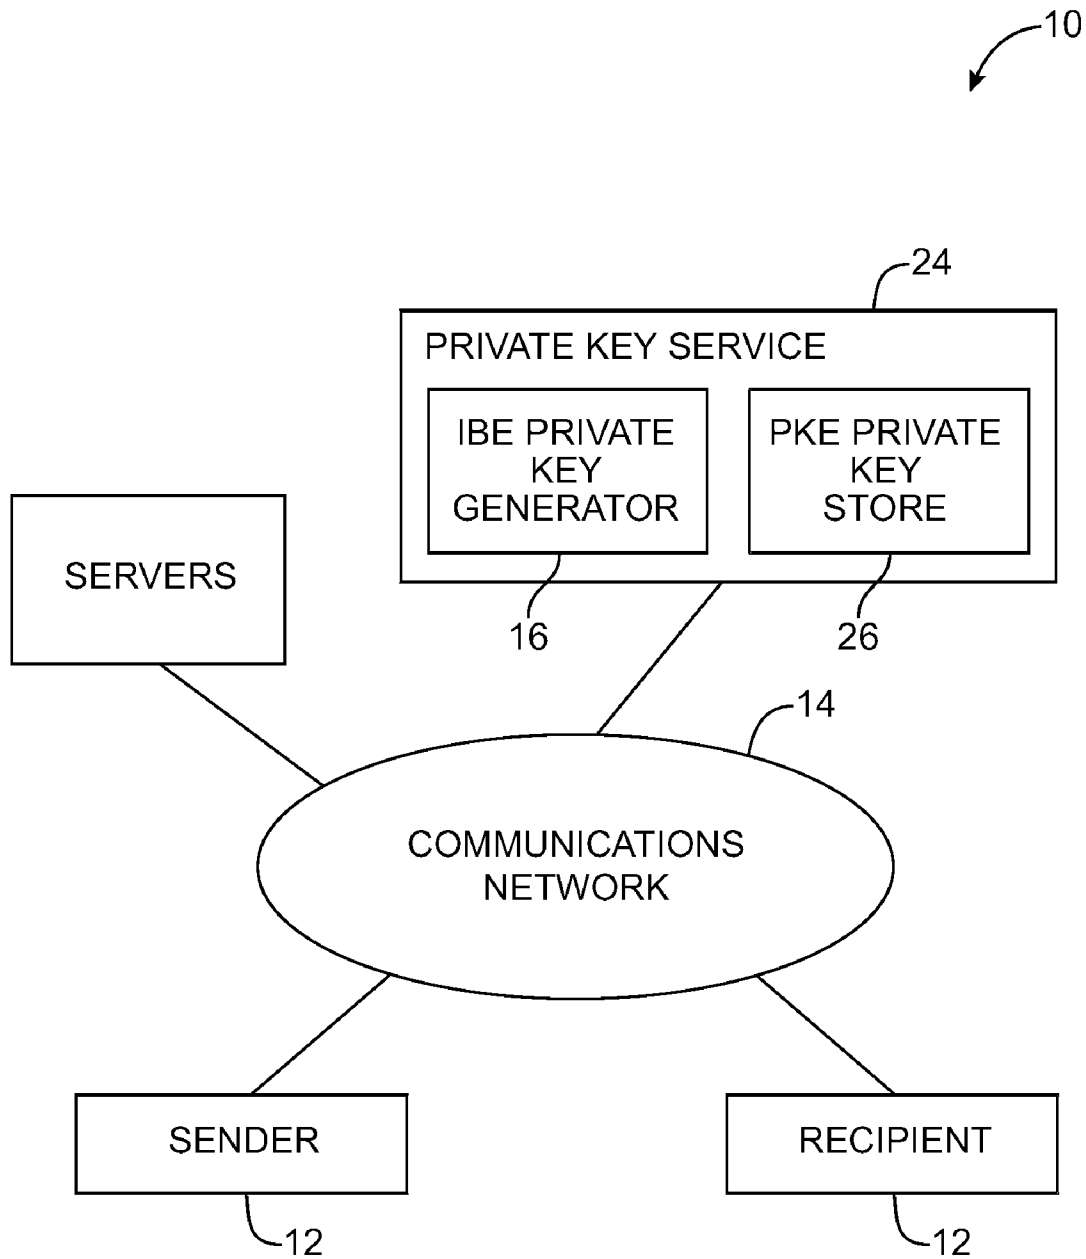 10
24
PRIVATE KEY SERVICE
IBE PRIVATE
KEY
GENERATOR
PKE PRIVATE
KEY
STORE
SERVERS
16
26
14
COMMUNICATIONS
NETWORK
SENDER
RECIPIENT
12
12